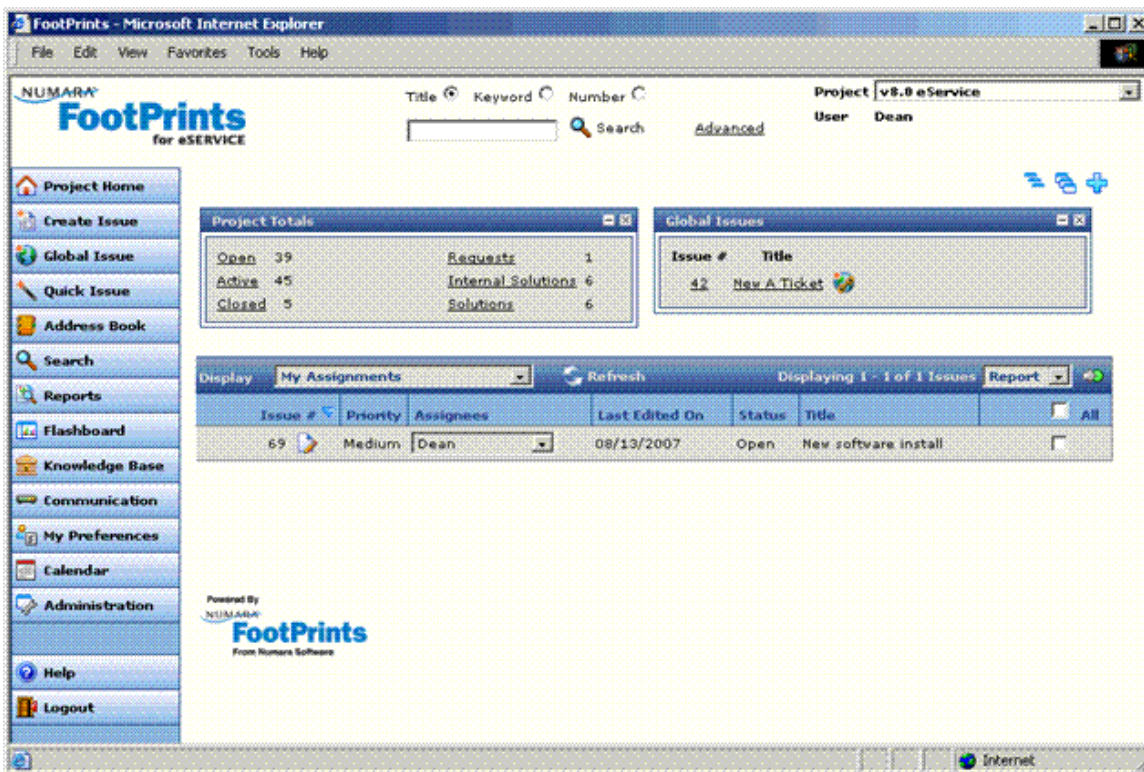 FootPrints - Microsoft Internet Explorer
File Edit View Favorites Tools Help
NUMARA
FootPrints
for eSERVICE
Title Keyword Number
Search Advanced
Project v8.0 eService
User Dean
Project Home
Create Issue
Global Issue
Quick Issue
Address Book
Search
Reports
Flashboard
Knowledge Base
Communication
My Preferences
Calendar
Administration
Help
Logout
Project Totals
Open 39 Requests 1
Active 45 Internal Solutions 6
Closed 5 Solutions 6
Global Issues
Issue # Title
42 New A Ticket
Display My Assignments Refresh Displaying 1 - 1 of 1 Issues Report
Issue # Priority Assignees Last Edited On Status Title All
69 Medium Dean 08/13/2007 Open New software install
Powered By
NUMARA
FootPrints
From Numara Software
Internet